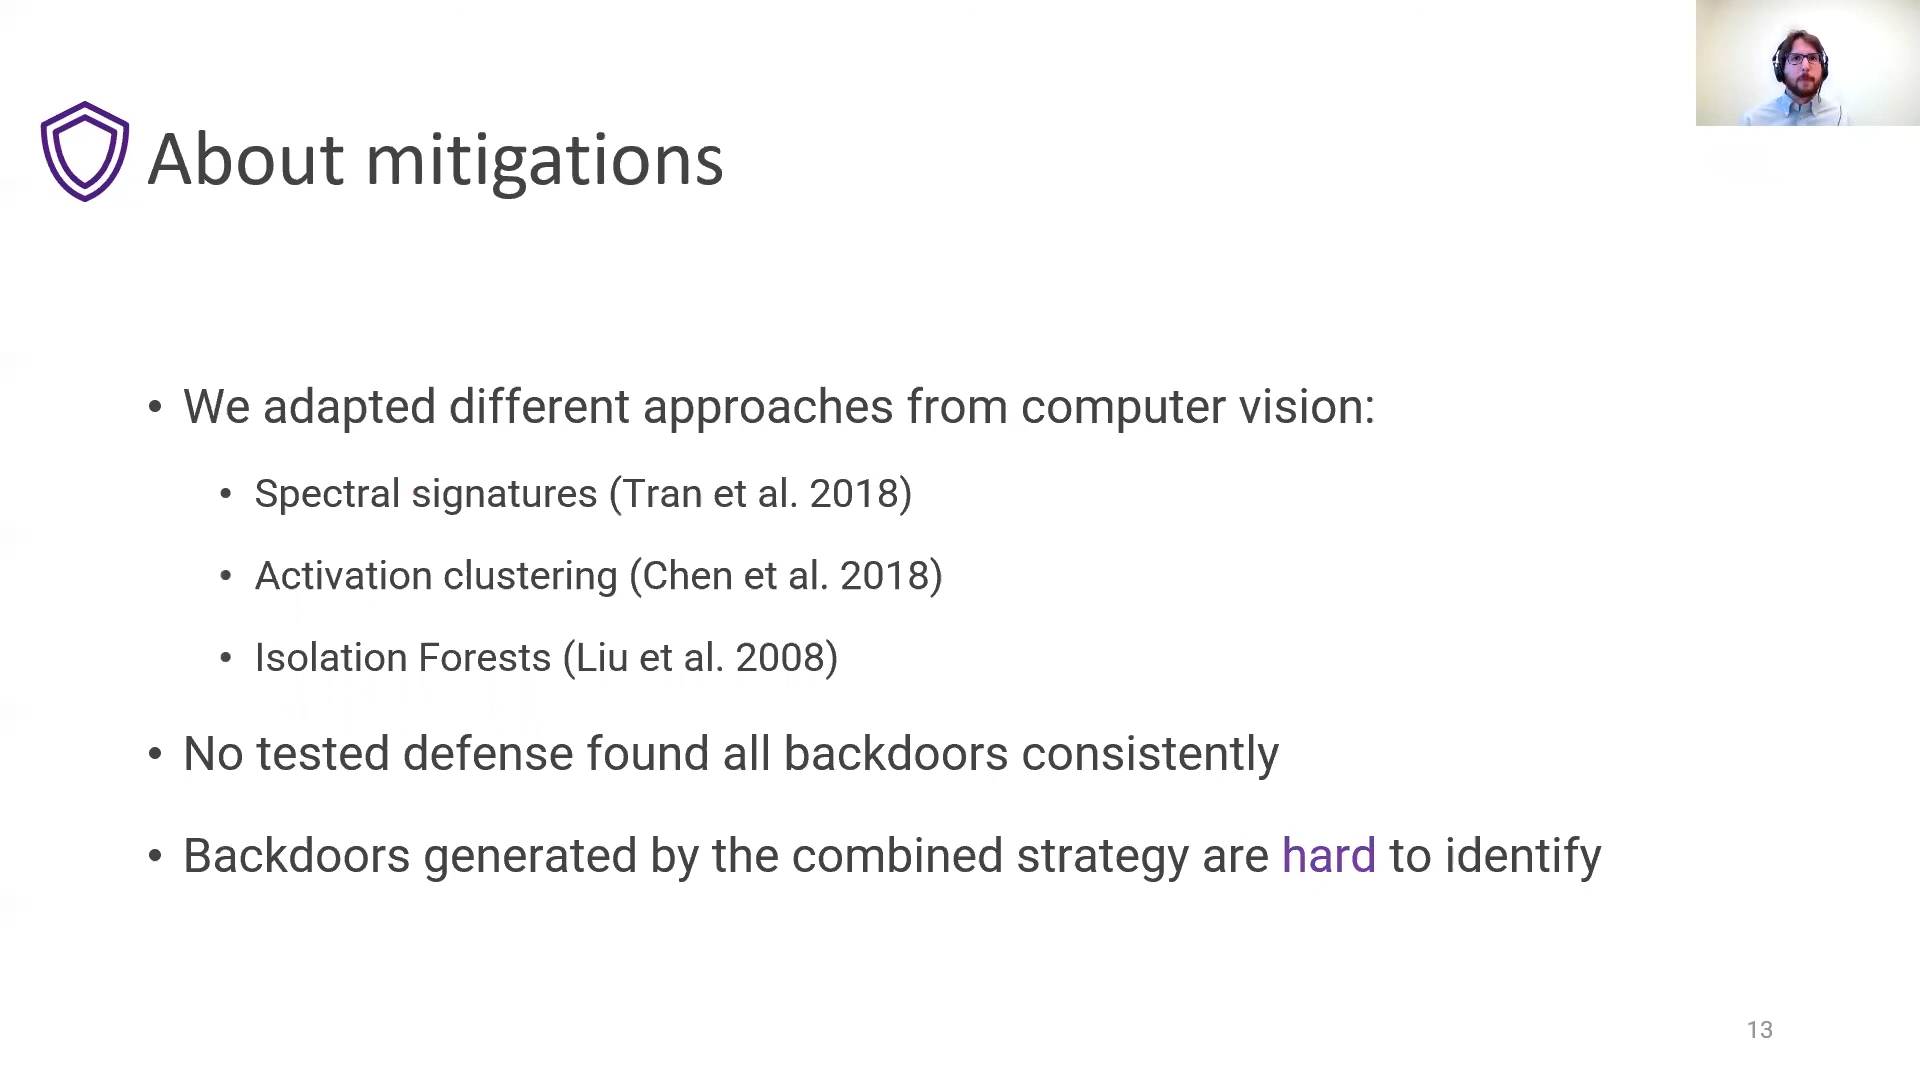 About mitigations
• We adapted different approaches from computer vision:
• Spectral signatures (Tran et al. 2018)
• Activation clustering (Chen et al. 2018)
• Isolation Forests (Liu et al. 2008)
• No tested defense found all backdoors consistently
• Backdoors generated by the combined strategy are hard to identify
13